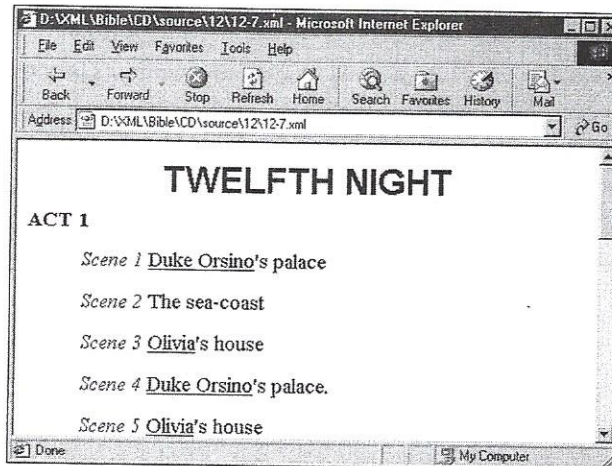 D:\XML\Bible\CD\source\12\12-7.xml - Microsoft Internet Explorer
File Edit View Favorites Tools Help
Back Forward Stop Refresh Home Search Favorites History Mail
Address D:\XML\Bible\CD\source\12\12-7.xml Go
TWELFTH NIGHT
ACT 1
Scene 1 Duke Orsino's palace
Scene 2 The sea-coast
Scene 3 Olivia's house
Scene 4 Duke Orsino's palace.
Scene 5 Olivia's house
Done My Computer